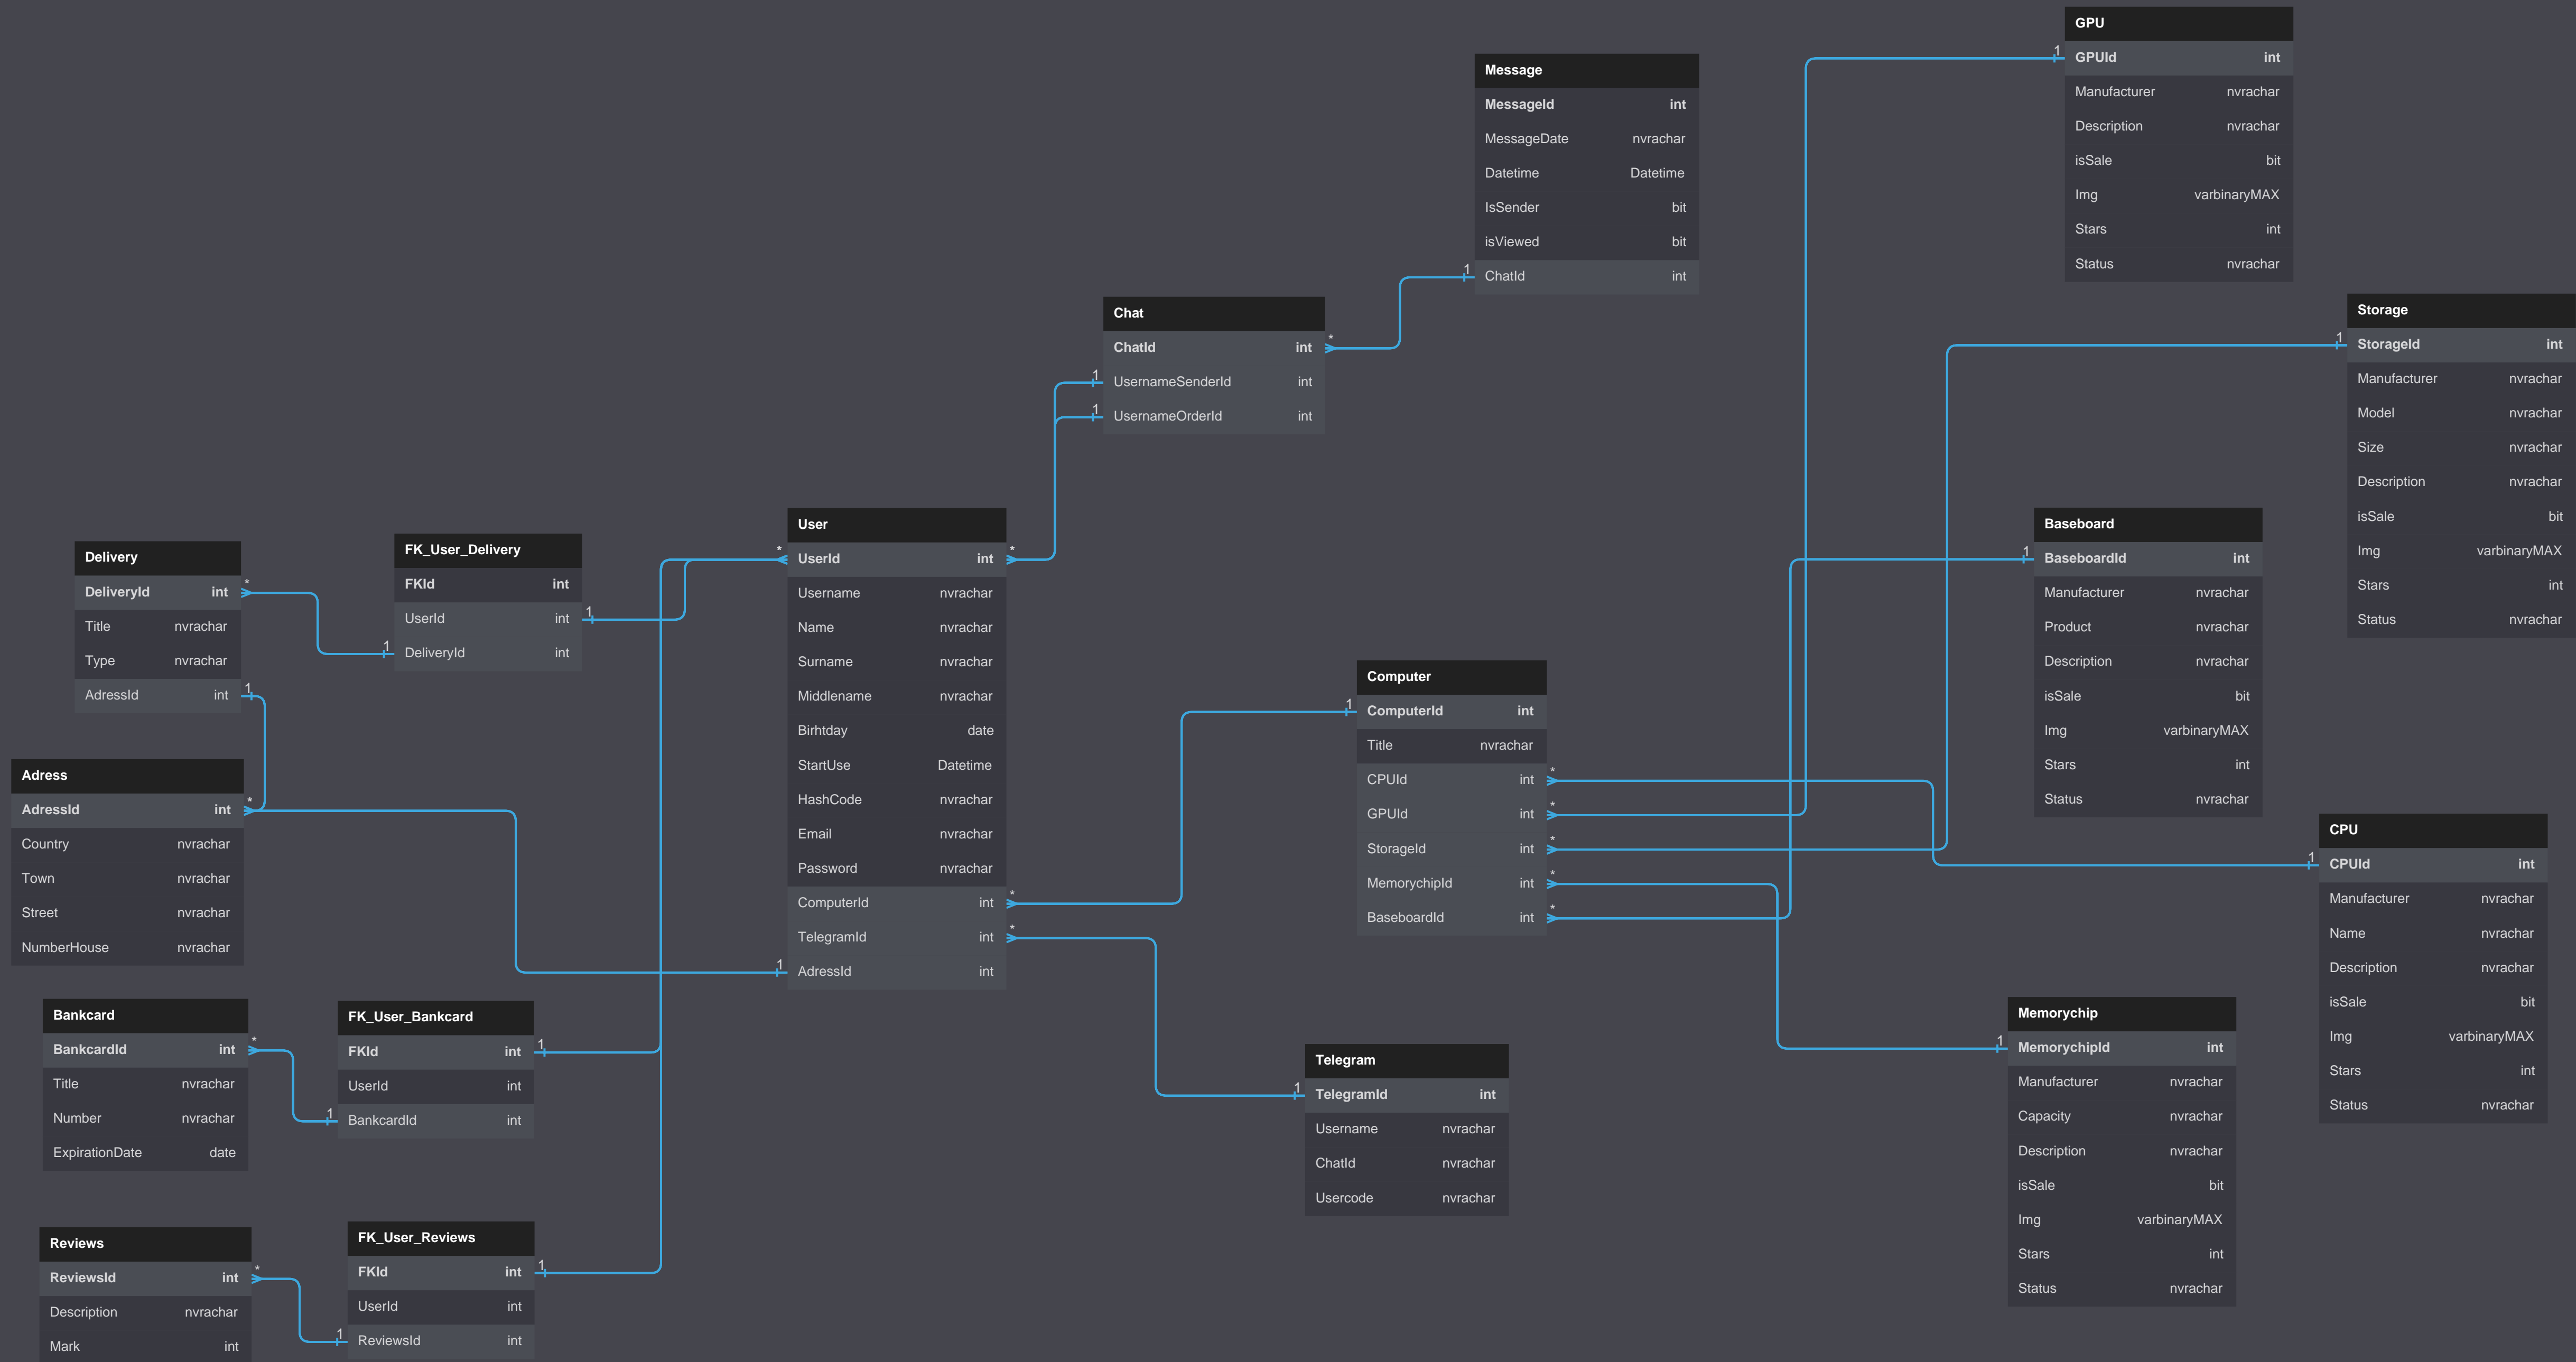 GPU
GPUId int
Manufacturer nvrachar
Description nvrachar
isSale bit
Img varbinaryMAX
Stars int
Status nvrachar
Message
MessageId int
MessageDate nvrachar
Datetime Datetime
IsSender bit
isViewed bit
ChatId int
Chat
ChatId int
UsernameSenderId int
UsernameOrderId int
Storage
StorageId int
Manufacturer nvrachar
Model nvrachar
Size nvrachar
Description nvrachar
isSale bit
Img varbinaryMAX
Stars int
Status nvrachar
User
UserId int
Username nvrachar
Name nvrachar
Surname nvrachar
Middlename nvrachar
Birhtday date
StartUse Datetime
HashCode nvrachar
Email nvrachar
Password nvrachar
ComputerId int
TelegramId int
AdressId int
Delivery
DeliveryId int
Title nvrachar
Type nvrachar
AdressId int
FK_User_Delivery
FKId int
UserId int
DeliveryId int
Baseboard
BaseboardId int
Manufacturer nvrachar
Product nvrachar
Description nvrachar
isSale bit
Img varbinaryMAX
Stars int
Status nvrachar
Computer
ComputerId int
Title nvrachar
CPUId int
GPUId int
StorageId int
MemorychipId int
BaseboardId int
Adress
AdressId int
Country nvrachar
Town nvrachar
Street nvrachar
NumberHouse nvrachar
CPU
CPUId int
Manufacturer nvrachar
Name nvrachar
Description nvrachar
isSale bit
Img varbinaryMAX
Stars int
Status nvrachar
Bankcard
BankcardId int
Title nvrachar
Number nvrachar
ExpirationDate date
FK_User_Bankcard
FKId int
UserId int
BankcardId int
Memorychip
MemorychipId int
Manufacturer nvrachar
Capacity nvrachar
Description nvrachar
isSale bit
Img varbinaryMAX
Stars int
Status nvrachar
Telegram
TelegramId int
Username nvrachar
ChatId nvrachar
Usercode nvrachar
Reviews
ReviewsId int
Description nvrachar
Mark int
FK_User_Reviews
FKId int
UserId int
ReviewsId int